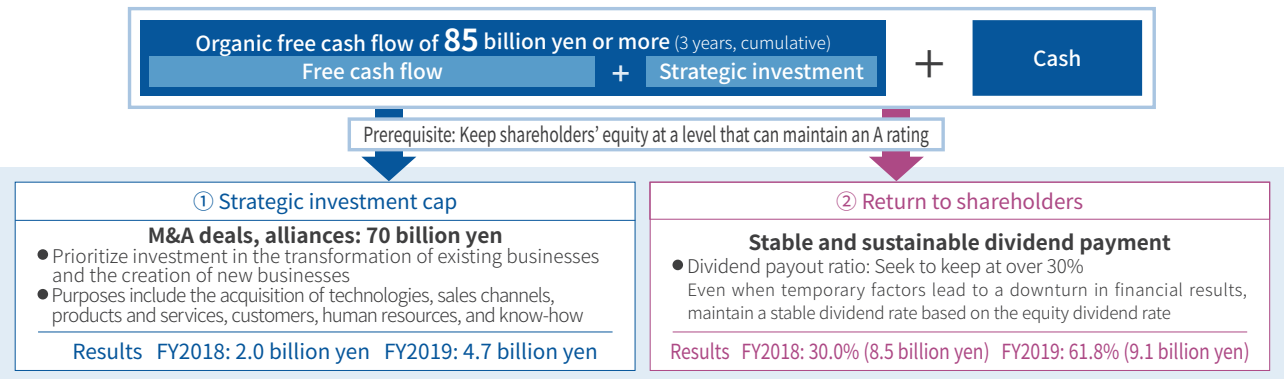 Organic free cash flow of 85 billion yen or more (3 years, cumulative)
Free cash flow + Strategic investment
+
Cash
Prerequisite: Keep shareholders' equity at a level that can maintain an A rating
① Strategic investment cap
M&A deals, alliances: 70 billion yen
● Prioritize investment in the transformation of existing businesses
and the creation of new businesses
● Purposes include the acquisition of technologies, sales channels,
products and services, customers, human resources, and know-how
Results FY2018: 2.0 billion yen FY2019: 4.7 billion yen
② Return to shareholders
Stable and sustainable dividend payment
● Dividend payout ratio: Seek to keep at over 30%
Even when temporary factors lead to a downturn in financial results,
maintain a stable dividend rate based on the equity dividend rate
Results FY2018: 30.0% (8.5 billion yen) FY2019: 61.8% (9.1 billion yen)